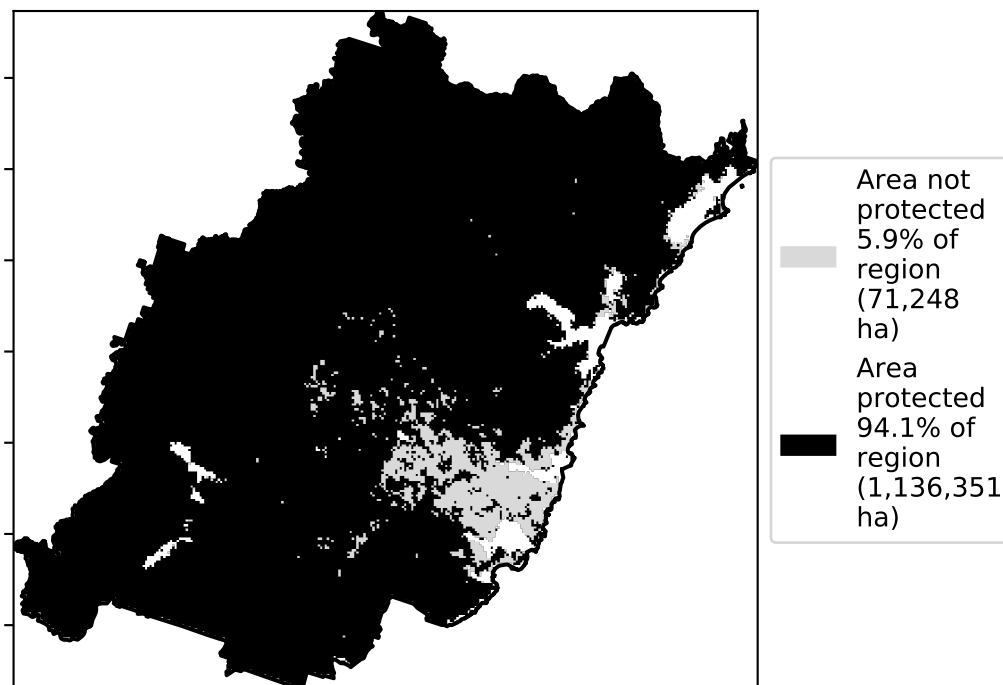 Area not
protected
5.9% of
region
(71,248
ha)
Area
protected
94.1% of
region
(1,136,351
ha)